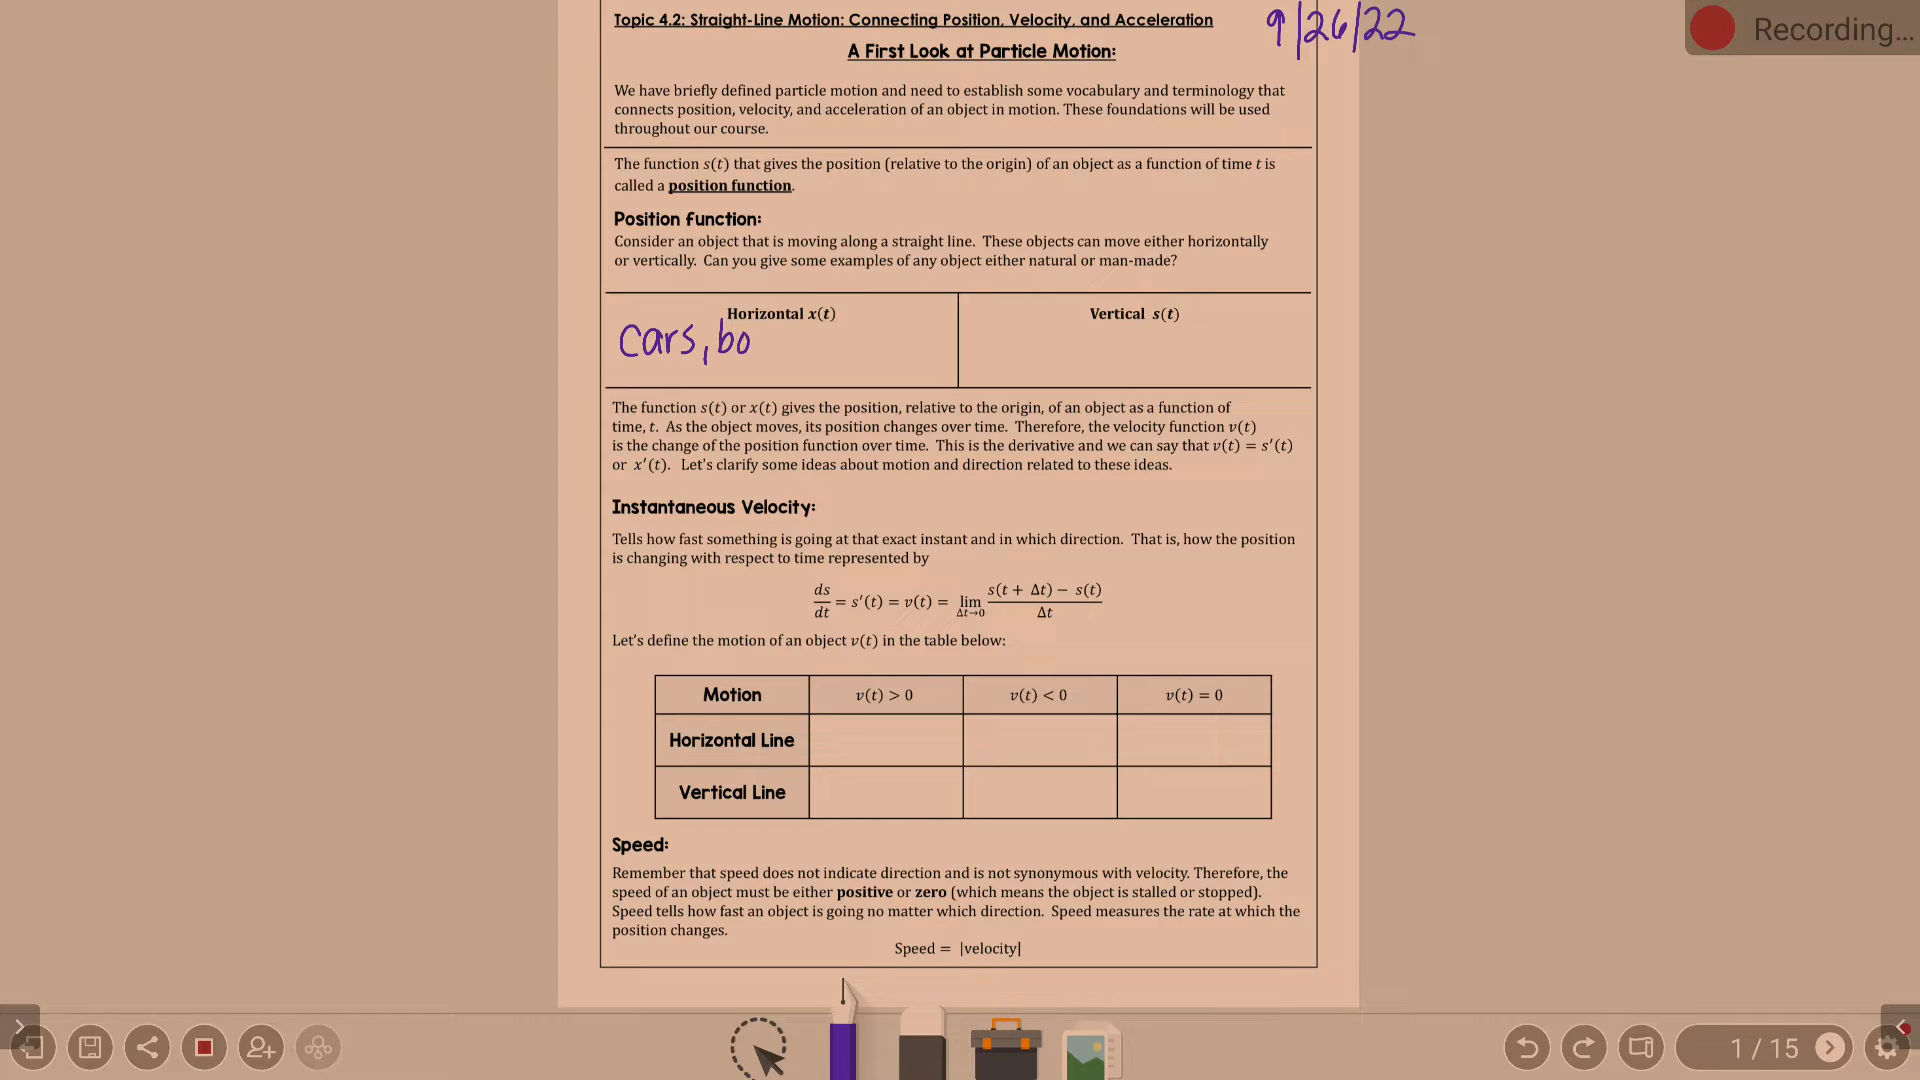 Topic 4.2: Straight-Line Motion: Connecting Position, Velocity, and Acceleration
9/26/22
Recording...
A First Look at Particle Motion:
We have briefly defined particle motion and need to establish some vocabulary and terminology that
connects position, velocity, and acceleration of an object in motion. These foundations will be used
throughout our course.
The function s(t) that gives the position (relative to the origin) of an object as a function of time t is
called a position function.
Position function:
Consider an object that is moving along a straight line. These objects can move either horizontally
or vertically. Can you give some examples of any object either natural or man-made?
Horizontal x(t)
cars, bo
Vertical s(t)
The function s(t) or x(t) gives the position, relative to the origin, of an object as a function of
time, t. As the object moves, its position changes over time. Therefore, the velocity function v(t)
is the change of the position function over time. This is the derivative and we can say that v(t) = s′(t)
or x′(t). Let's clarify some ideas about motion and direction related to these ideas.
Instantaneous Velocity:
Tells how fast something is going at that exact instant and in which direction. That is, how the position
is changing with respect to time represented by
ds/dt = s′(t) = v(t) = lim Δt→0 s(t + Δt) − s(t) / Δt
Let’s define the motion of an object v(t) in the table below:
Motion v(t) > 0 v(t) < 0 v(t) = 0
Horizontal Line
Vertical Line
Speed:
Remember that speed does not indicate direction and is not synonymous with velocity. Therefore, the
speed of an object must be either positive or zero (which means the object is stalled or stopped).
Speed tells how fast an object is going no matter which direction. Speed measures the rate at which the
position changes.
Speed = |velocity|
1 / 15